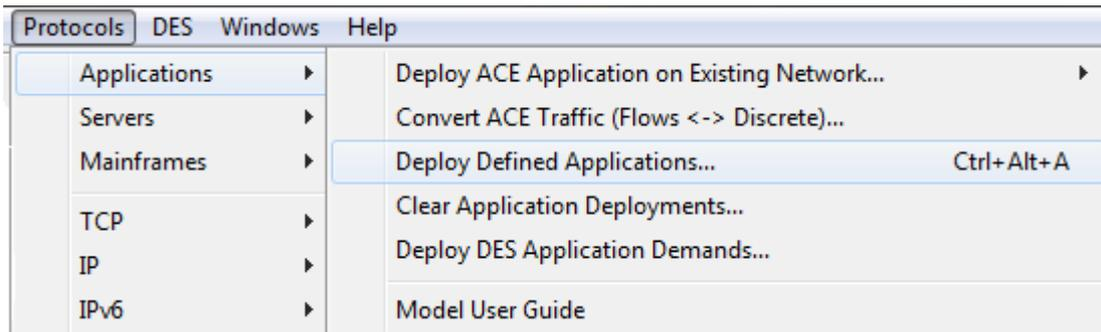 Protocols DES Windows Help
Applications Deploy ACE Application on Existing Network...
Servers Convert ACE Traffic (Flows <-> Discrete)...
Mainframes Deploy Defined Applications... Ctrl+Alt+A
TCP Clear Application Deployments...
IP Deploy DES Application Demands...
IPv6 Model User Guide